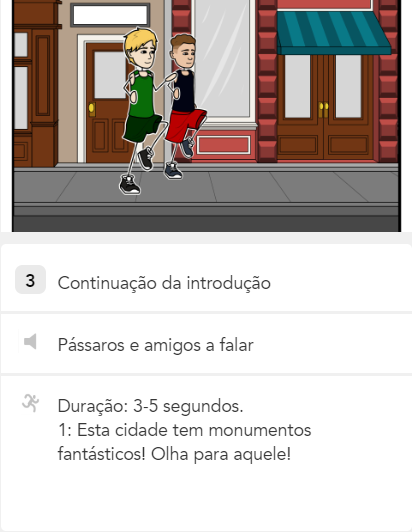 3 Continuação da introdução
Pássaros e amigos a falar
Duração: 3-5 segundos.
1: Esta cidade tem monumentos
fantásticos! Olha para aquele!